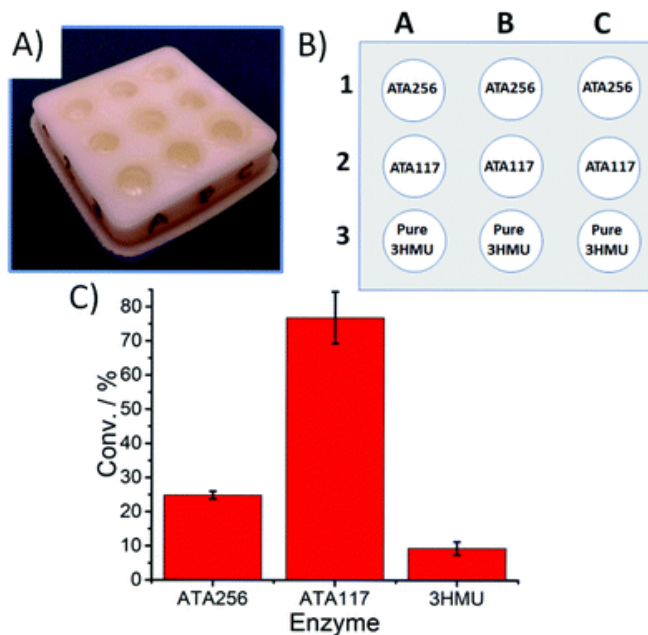 A)
B)
A B C
1 ATA256 ATA256 ATA256
2 ATA117 ATA117 ATA117
Pure Pure Pure
3 3HMU 3HMU 3HMU
C)
80
70
60
50
40
30
20
10
0
Conv. / %
ATA256 ATA117 3HMU
Enzyme